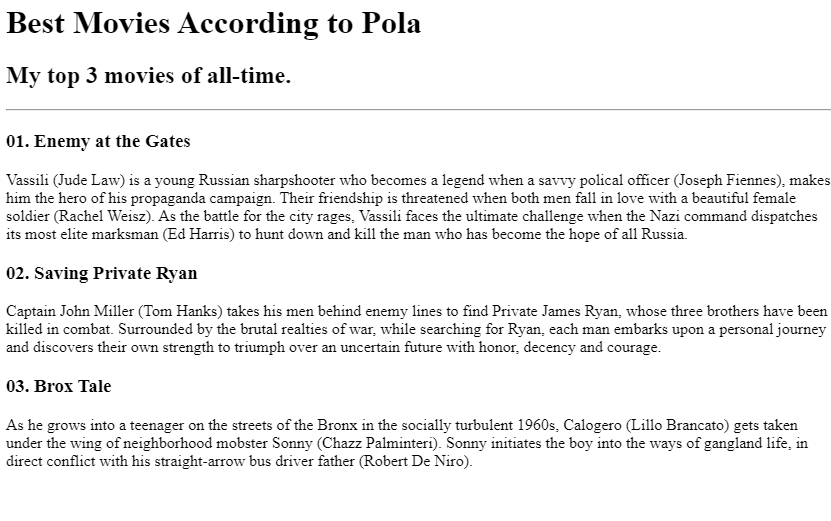 Best Movies According to Pola
My top 3 movies of all-time.
01. Enemy at the Gates
Vassili (Jude Law) is a young Russian sharpshooter who becomes a legend when a savvy polical officer (Joseph Fiennes), makes
him the hero of his propaganda campaign. Their friendship is threatened when both men fall in love with a beautiful female
soldier (Rachel Weisz). As the battle for the city rages, Vassili faces the ultimate challenge when the Nazi command dispatches
its most elite marksman (Ed Harris) to hunt down and kill the man who has become the hope of all Russia.
02. Saving Private Ryan
Captain John Miller (Tom Hanks) takes his men behind enemy lines to find Private James Ryan, whose three brothers have been
killed in combat. Surrounded by the brutal realties of war, while searching for Ryan, each man embarks upon a personal journey
and discovers their own strength to triumph over an uncertain future with honor, decency and courage.
03. Brox Tale
As he grows into a teenager on the streets of the Bronx in the socially turbulent 1960s, Calogero (Lillo Brancato) gets taken
under the wing of neighborhood mobster Sonny (Chazz Palminteri). Sonny initiates the boy into the ways of gangland life, in
direct conflict with his straight-arrow bus driver father (Robert De Niro).